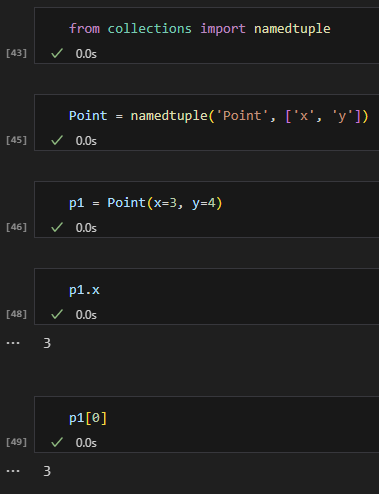 from collections import namedtuple
[43]
✓ 0.0s
Point = namedtuple('Point', ['x', 'y'])
[45]
✓ 0.0s
p1 = Point(x=3, y=4)
[46]
✓ 0.0s
p1.x
[48]
✓ 0.0s
... 3
p1[0]
[49]
✓ 0.0s
... 3